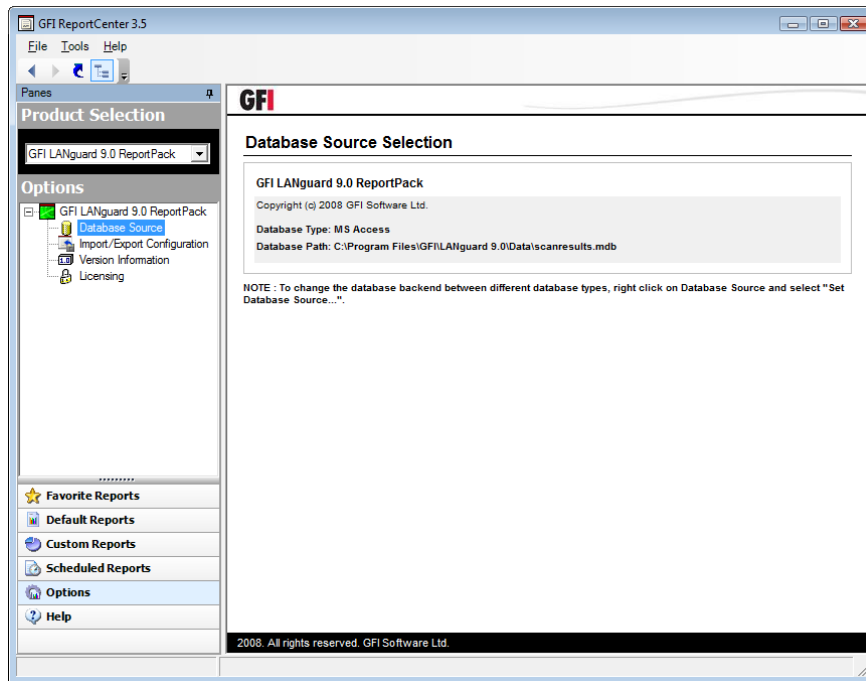 GFI ReportCenter 3.5
File Tools Help
Panes
Product Selection
GFI LANguard 9.0 ReportPack
Options
GFI LANguard 9.0 ReportPack
Database Source
Import/Export Configuration
Version Information
Licensing
Favorite Reports
Default Reports
Custom Reports
Scheduled Reports
Options
Help
GFI
Database Source Selection
GFI LANguard 9.0 ReportPack
Copyright (c) 2008 GFI Software Ltd.
Database Type: MS Access
Database Path: C:\Program Files\GFI\LANguard 9.0\Data\scanresults.mdb
NOTE : To change the database backend between different database types, right click on Database Source and select "Set
Database Source...".
2008. All rights reserved. GFI Software Ltd.